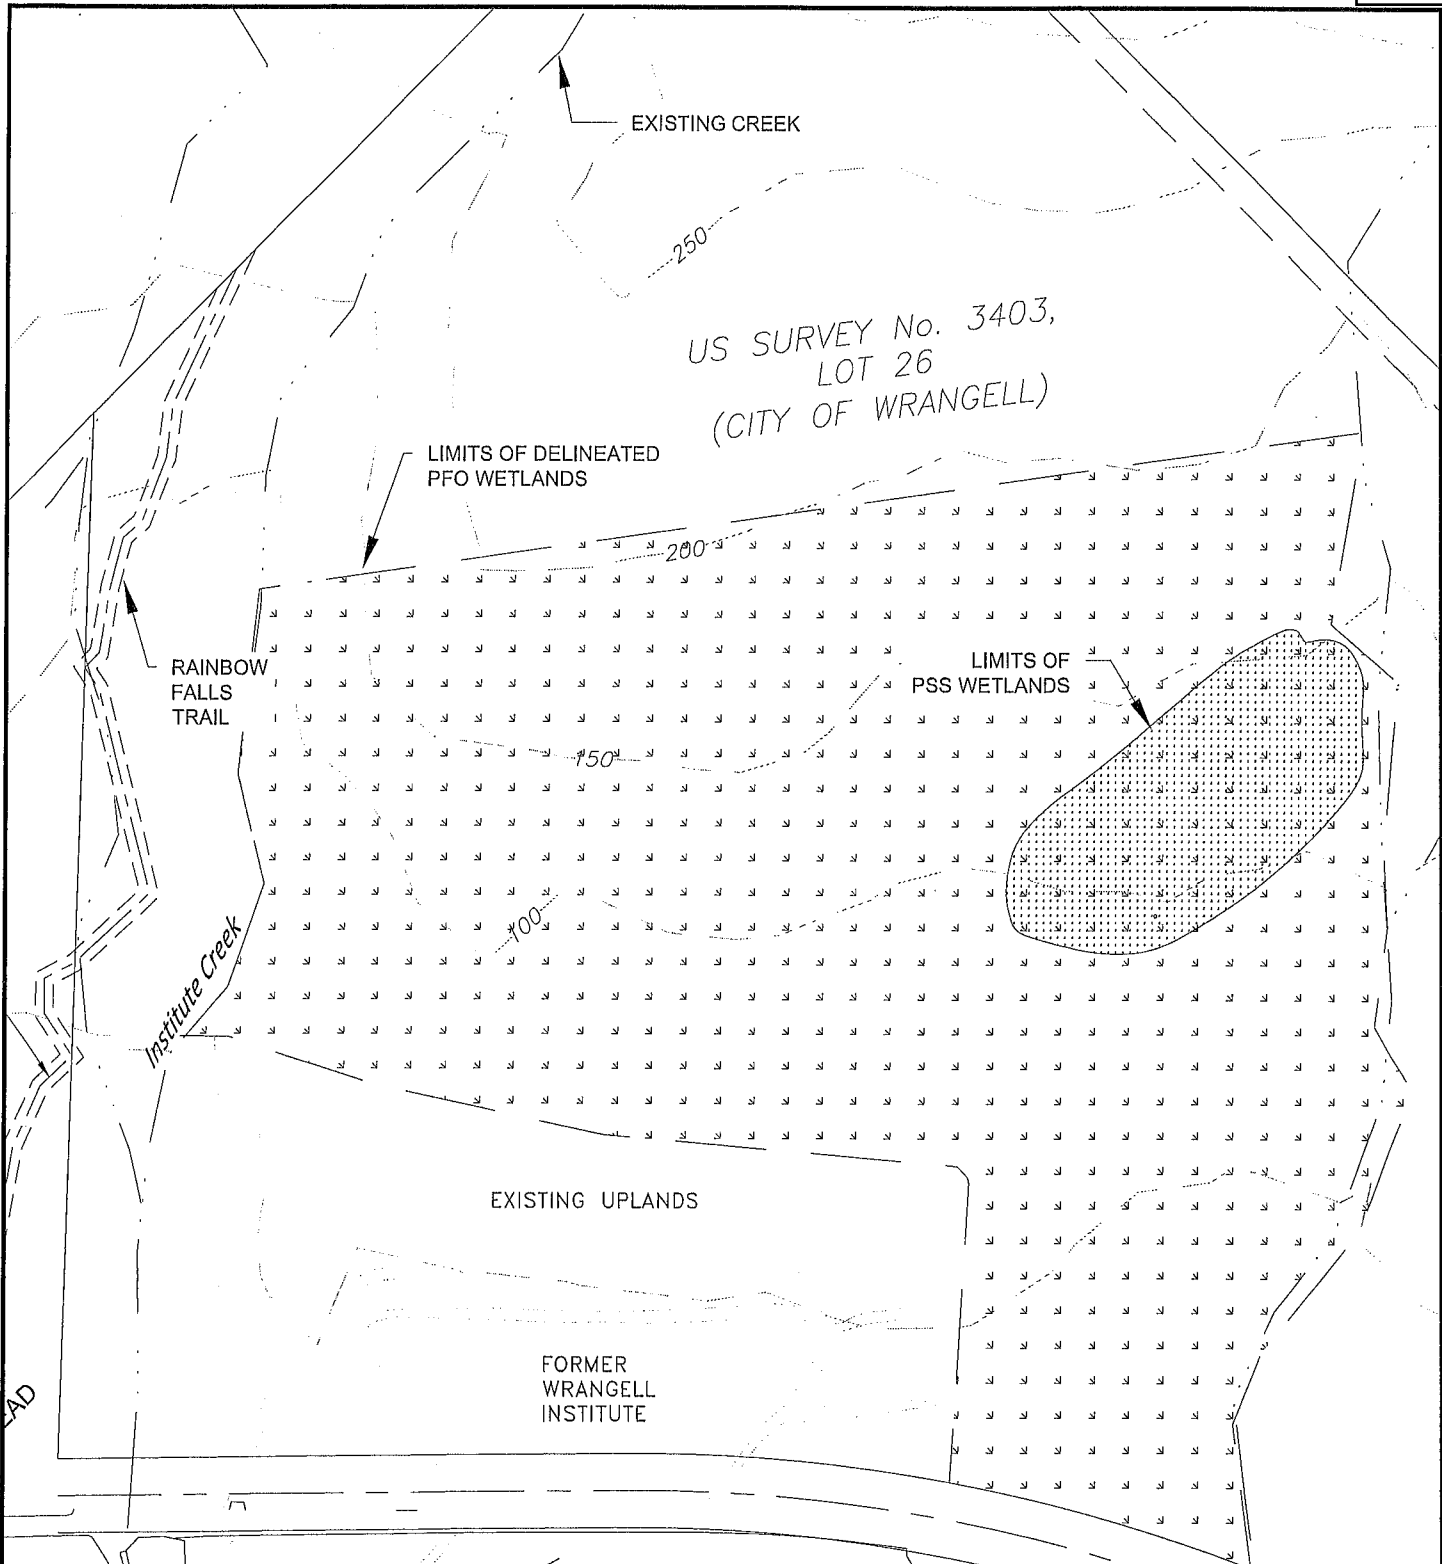 EXISTING CREEK
250
US SURVEY No. 3403,
LOT 26
(CITY OF WRANGELL)
LIMITS OF DELINEATED
PFO WETLANDS
200
RAINBOW
FALLS
TRAIL
LIMITS OF
PSS WETLANDS
150
100
Institute Creek
EXISTING UPLANDS
FORMER
WRANGELL
INSTITUTE
EAD